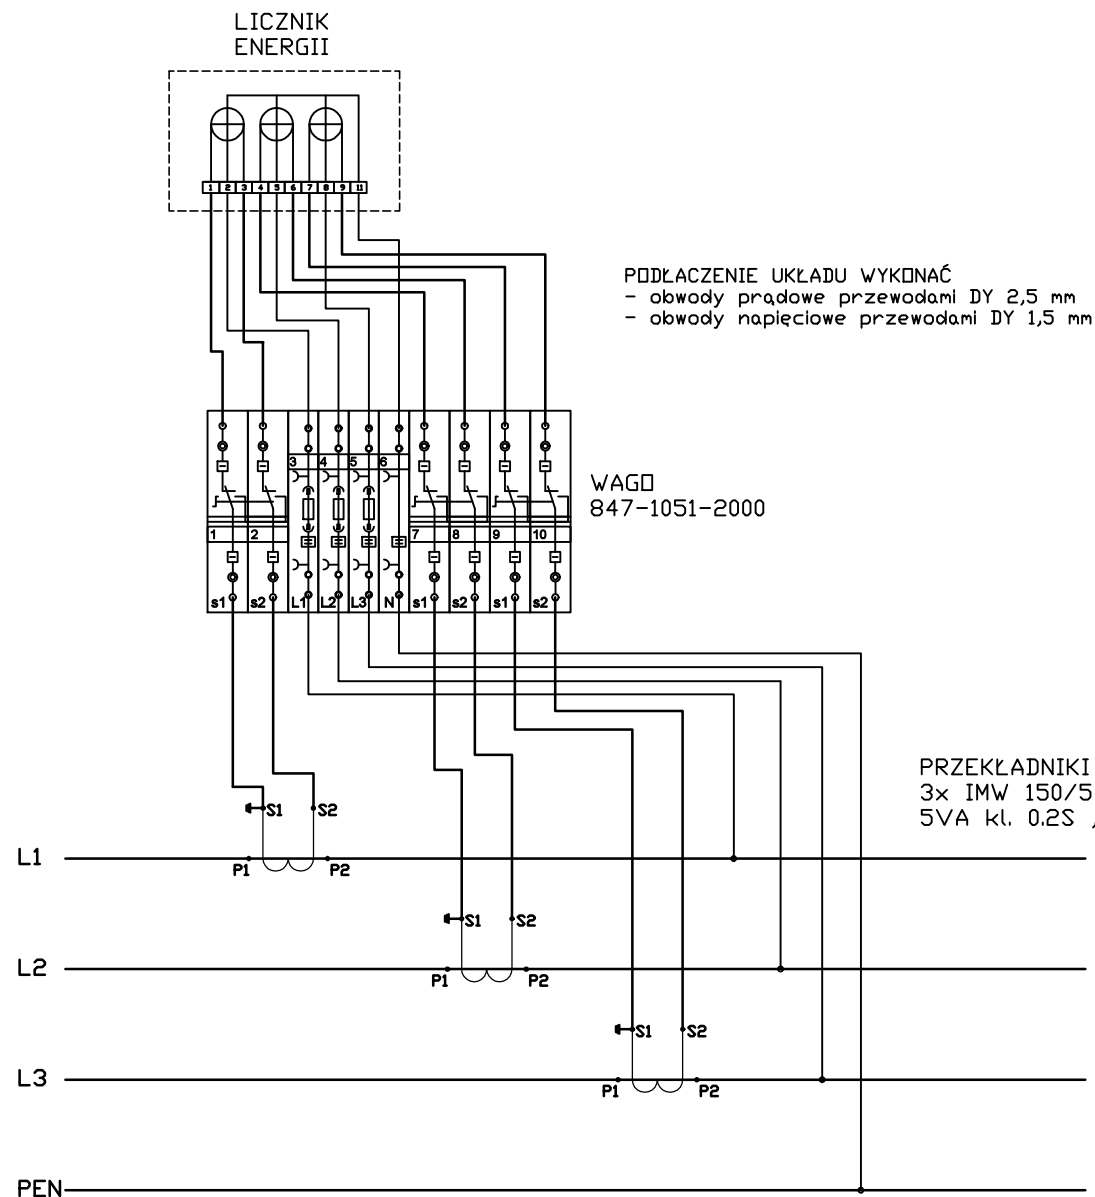 LICZNIK
ENERGII
1 2 3 4 5 6 7 8 9 11
PODŁACZENIE UKŁADU WYKONAĆ
- obwody prądowe przewodami DY 2,5 mm
- obwody napięciowe przewodami DY 1,5 mm
3 4 5 6
WAGO
847-1051-2000
1 2 7 8 9 10
s1 s2 L1 L2 L3 N s1 s2 s1 s2
PRZEKŁADNIKI
3x IMW 150/5
5VA kl. 0.2S
S1 S2
L1
P1 P2
S1 S2
L2
P1 P2
S1 S2
L3
P1 P2
PEN